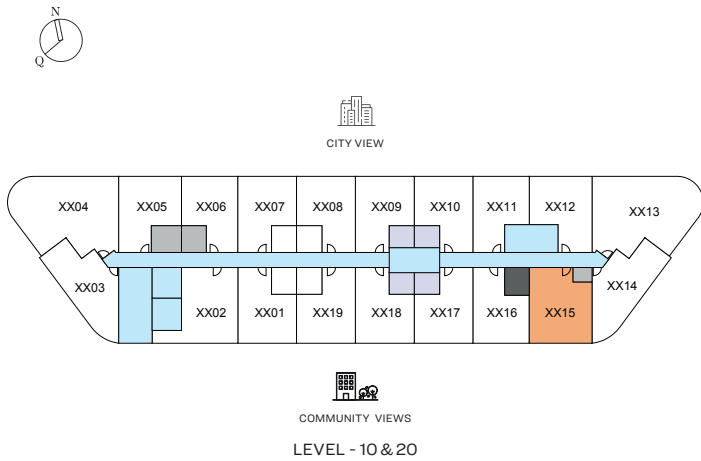 N
Q
CITY VIEW
XX04
XX05
XX06
XX07
XX08
XX09
XX10
XX11
XX12
XX13
XX03
XX02
XX01
XX19
XX18
XX17
XX16
XX15
XX14
COMMUNITY VIEWS
LEVEL - 10 & 20